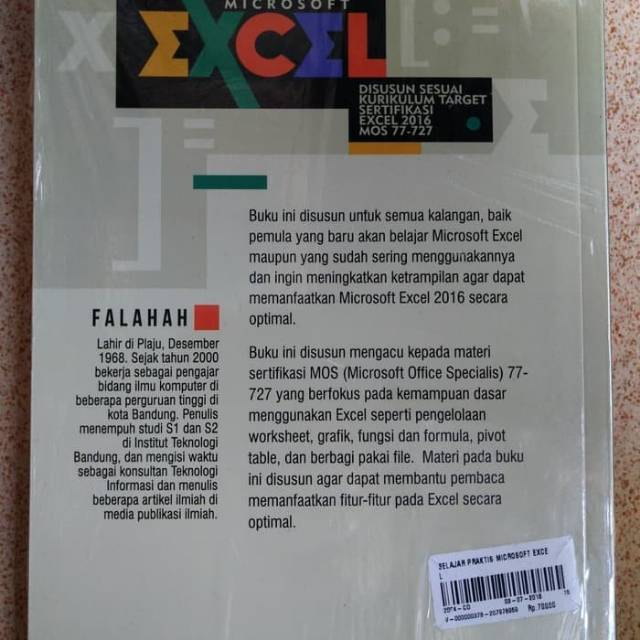 MICROSOFT
EXCEL
DISUSUN SESUAI
KURIKULUM TARGET
SERTIFIKASI
EXCEL 2016
MOS 77-727
Buku ini disusun untuk semua kalangan, baik
pemula yang baru akan belajar Microsoft Excel
maupun yang sudah sering menggunakannya
dan ingin meningkatkan ketrampilan agar dapat
memanfaatkan Microsoft Excel 2016 secara
optimal.
Buku ini disusun mengacu kepada materi
sertifikasi MOS (Microsoft Office Specialis) 77-
727 yang berfokus pada kemampuan dasar
menggunakan Excel seperti pengelolaan
worksheet, grafik, fungsi dan formula, pivot
table, dan berbagi pakai file. Materi pada buku
ini disusun agar dapat membantu pembaca
memanfaatkan fitur-fitur pada Excel secara
optimal.
FALAHAH
Lahir di Plaju, Desember
1968. Sejak tahun 2000
bekerja sebagai pengajar
bidang ilmu komputer di
beberapa perguruan tinggi di
kota Bandung. Penulis
menempuh studi S1 dan S2
di Institut Teknologi
Bandung, dan mengisi waktu
sebagai konsultan Teknologi
Informasi dan menulis
beberapa artikel ilmiah di
media publikasi ilmiah.
BELAJAR PRAKTIS MICROSOFT EXCE
L
03-07-2018
Rp.70000